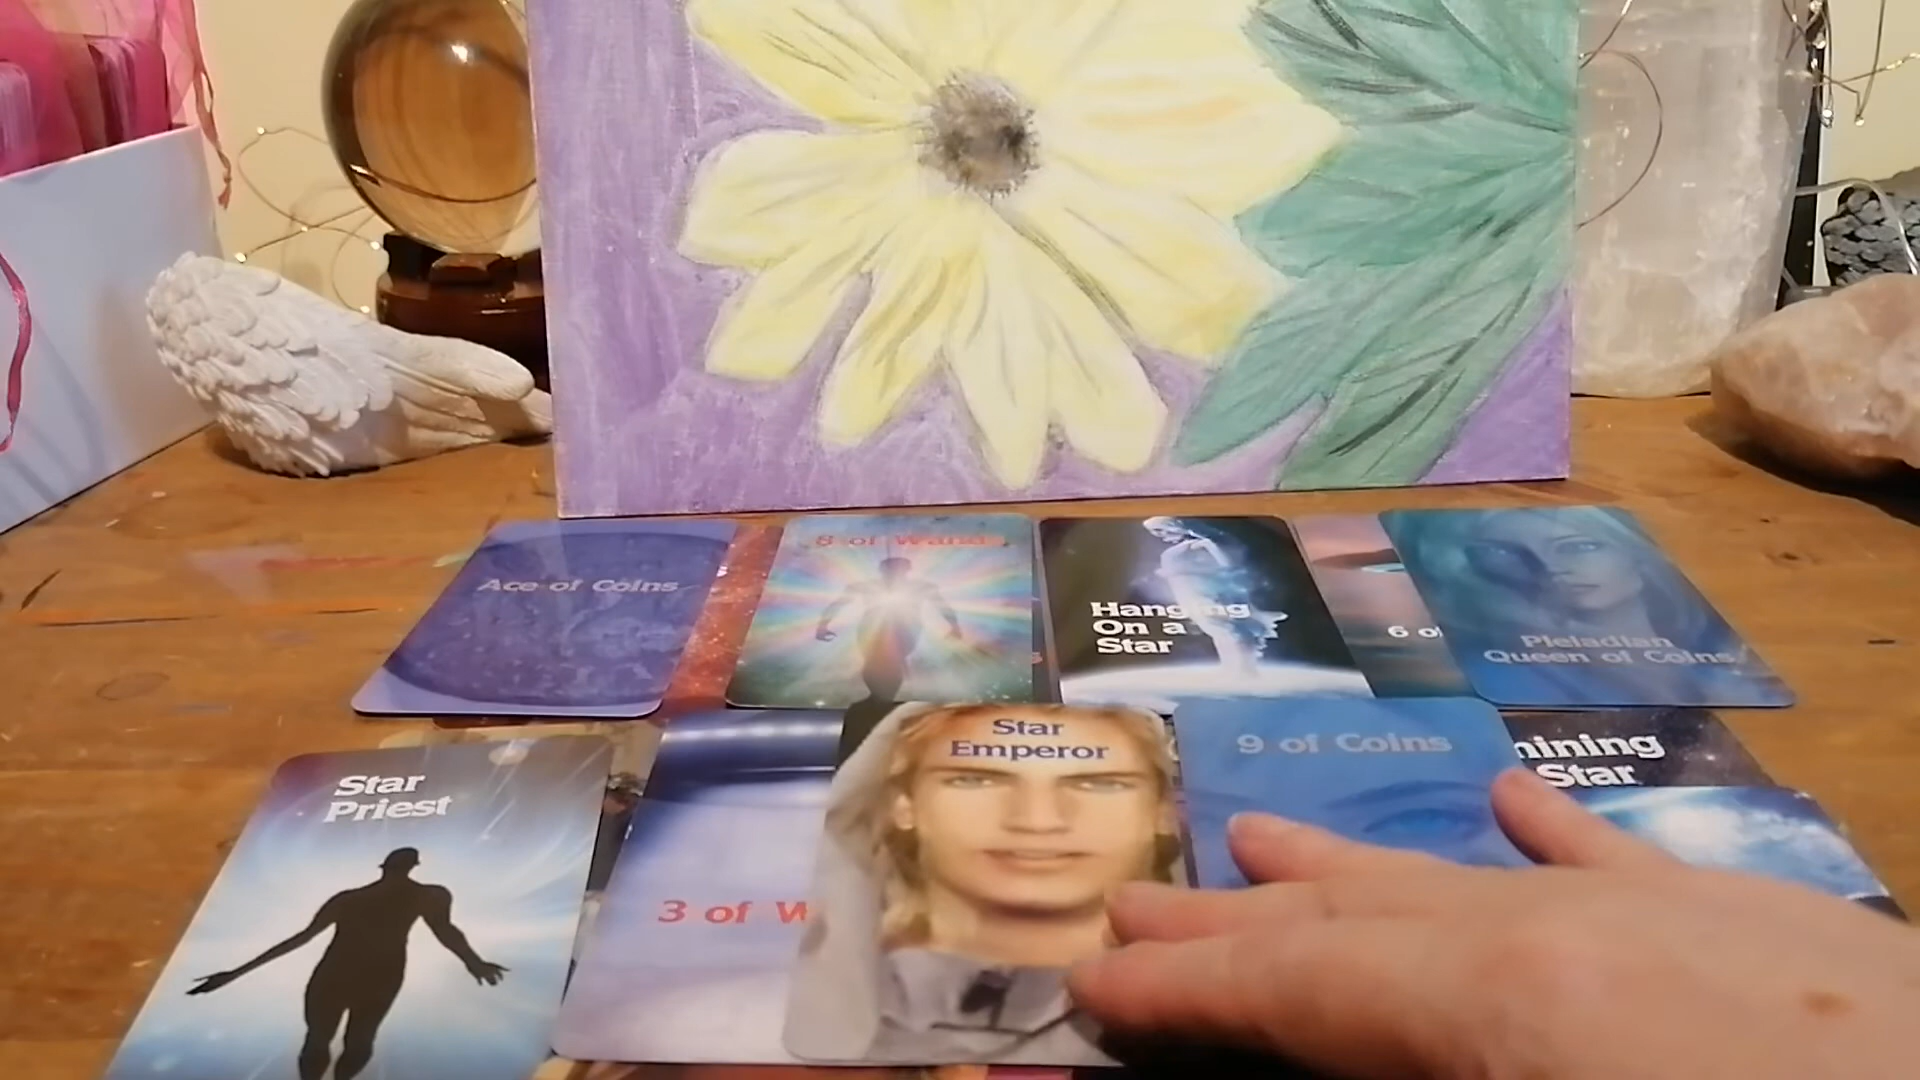 Ace of Coins
8 of Wands
Hanging
On a
Star
6 of
Pleiadian
Queen of Coins
Star
Priest
3 of W
Star
Emperor
9 of Coins
hining
Star